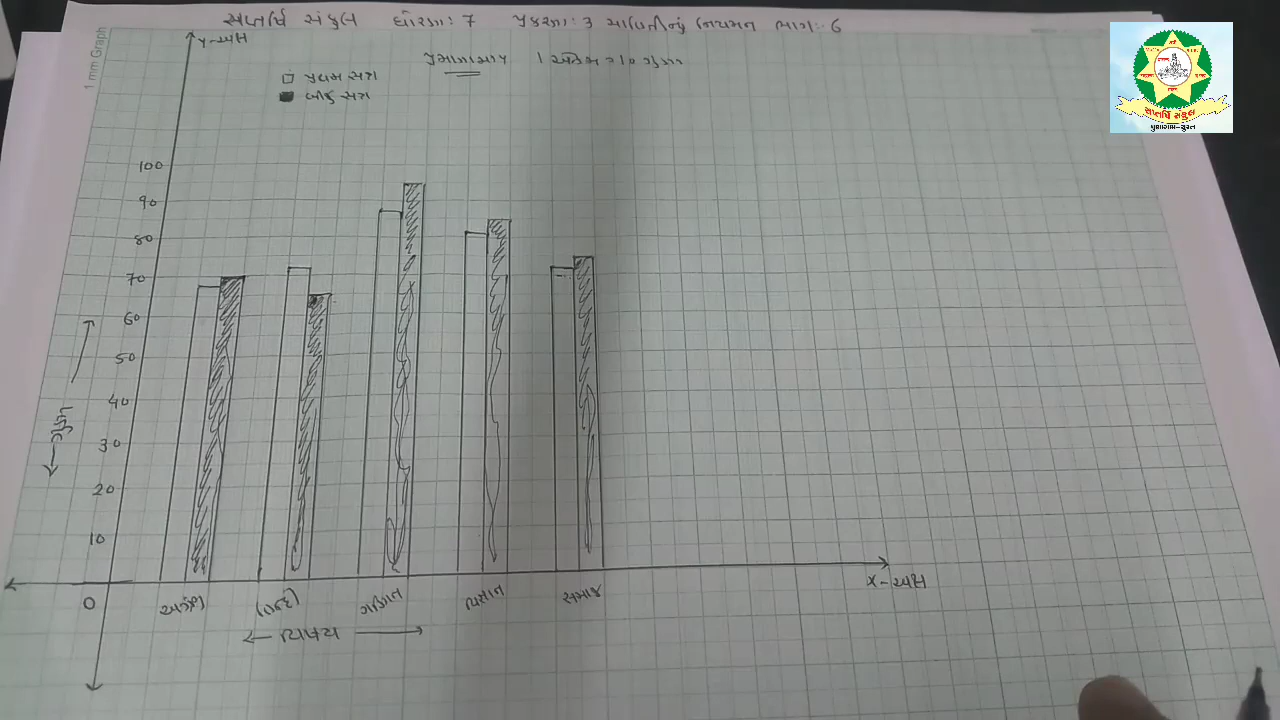 સપ્તર્ષિ સંકુલ ધોરણ: 7 પ્રકરણ: 3 માહિતીનું નિયમન ભાગ:- 6
1 mm Graph
y-અક્ષ
પ્રમાણમાપ 1 એકમ = 10 ગુણ
પ્રથમ સત્ર
બીજુ સત્ર
100
90
80
70
60
50
40
30
20
10
0
ગુણ
અંગ્રેજી
હિન્દી
ગણિત
વિજ્ઞાન
સમાજ
વિષય
x-અક્ષ
સપ્તર્ષિ સંકુલ
પુણાગામ-સુરત